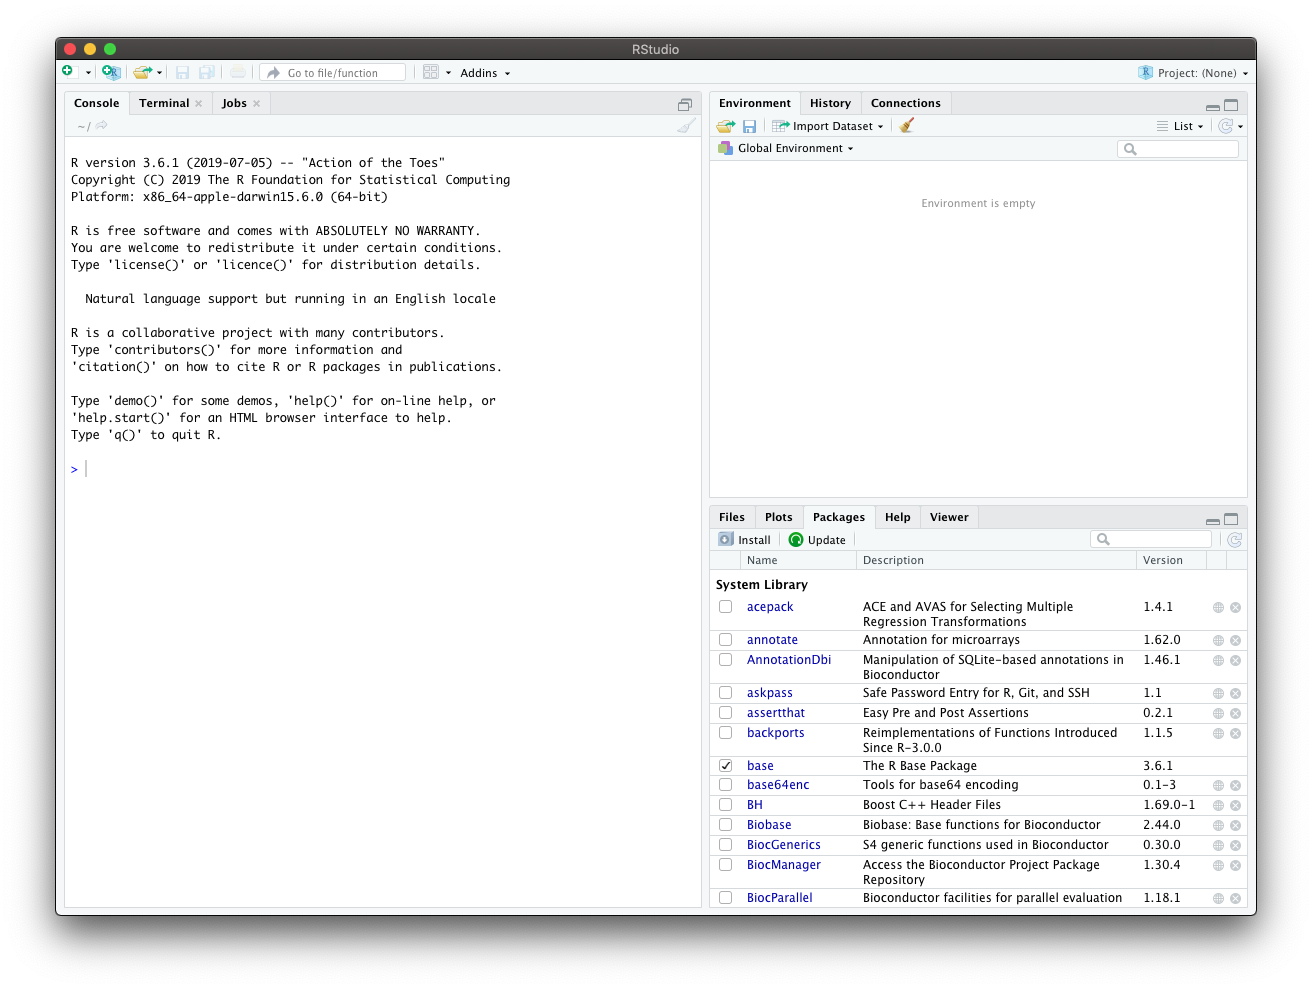 RStudio
Go to file/function
Addins
Project: (None)
Console Terminal Jobs
~/
R version 3.6.1 (2019-07-05) -- "Action of the Toes"
Copyright (C) 2019 The R Foundation for Statistical Computing
Platform: x86_64-apple-darwin15.6.0 (64-bit)
R is free software and comes with ABSOLUTELY NO WARRANTY.
You are welcome to redistribute it under certain conditions.
Type 'license()' or 'licence()' for distribution details.
Natural language support but running in an English locale
R is a collaborative project with many contributors.
Type 'contributors()' for more information and
'citation()' on how to cite R or R packages in publications.
Type 'demo()' for some demos, 'help()' for on-line help, or
'help.start()' for an HTML browser interface to help.
Type 'q()' to quit R.
>
Environment History Connections
Import Dataset List
Global Environment
Environment is empty
Files Plots Packages Help Viewer
Install Update
Name Description Version
System Library
acepack ACE and AVAS for Selecting Multiple 1.4.1
Regression Transformations
annotate Annotation for microarrays 1.62.0
AnnotationDbi Manipulation of SQLite-based annotations in 1.46.1
Bioconductor
askpass Safe Password Entry for R, Git, and SSH 1.1
assertthat Easy Pre and Post Assertions 0.2.1
backports Reimplementations of Functions Introduced 1.1.5
Since R-3.0.0
base The R Base Package 3.6.1
base64enc Tools for base64 encoding 0.1-3
BH Boost C++ Header Files 1.69.0-1
Biobase Biobase: Base functions for Bioconductor 2.44.0
BiocGenerics S4 generic functions used in Bioconductor 0.30.0
BiocManager Access the Bioconductor Project Package 1.30.4
Repository
BiocParallel Bioconductor facilities for parallel evaluation 1.18.1